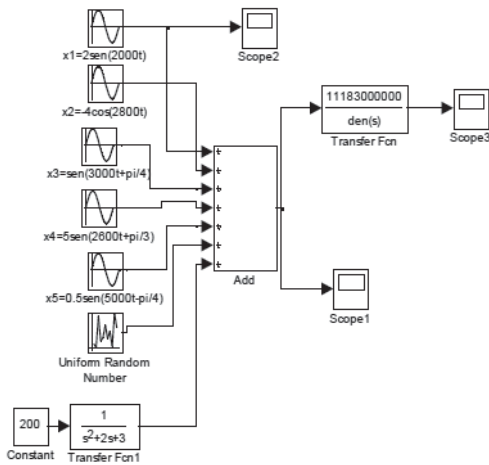 x1=2sen(2000t)
Scope2
x2=-4cos(2800t)
11183000000
den(s)
Transfer Fcn
Scope3
x3=sen(3000t+pi/4)
+
+
+
+
+
+
+
x4=5sen(2600t+pi/3)
Add
x5=0.5sen(5000t-pi/4)
Scope1
Uniform Random
Number
200
Constant
1
s²+2s+3
Transfer Fcn1